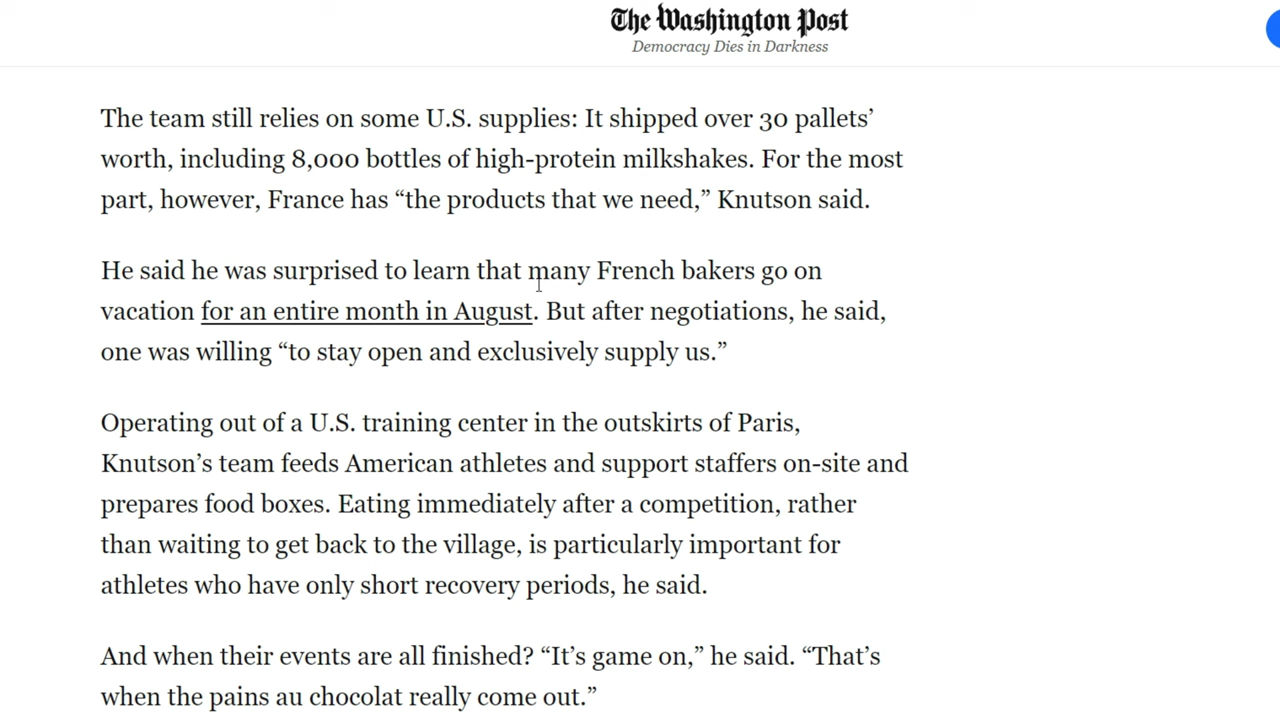 The Washington Post
Democracy Dies in Darkness
The team still relies on some U.S. supplies: It shipped over 30 pallets’
worth, including 8,000 bottles of high-protein milkshakes. For the most
part, however, France has “the products that we need,” Knutson said.
He said he was surprised to learn that many French bakers go on
vacation for an entire month in August. But after negotiations, he said,
one was willing “to stay open and exclusively supply us.”
Operating out of a U.S. training center in the outskirts of Paris,
Knutson’s team feeds American athletes and support staffers on-site and
prepares food boxes. Eating immediately after a competition, rather
than waiting to get back to the village, is particularly important for
athletes who have only short recovery periods, he said.
And when their events are all finished? “It’s game on,” he said. “That’s
when the pains au chocolat really come out.”